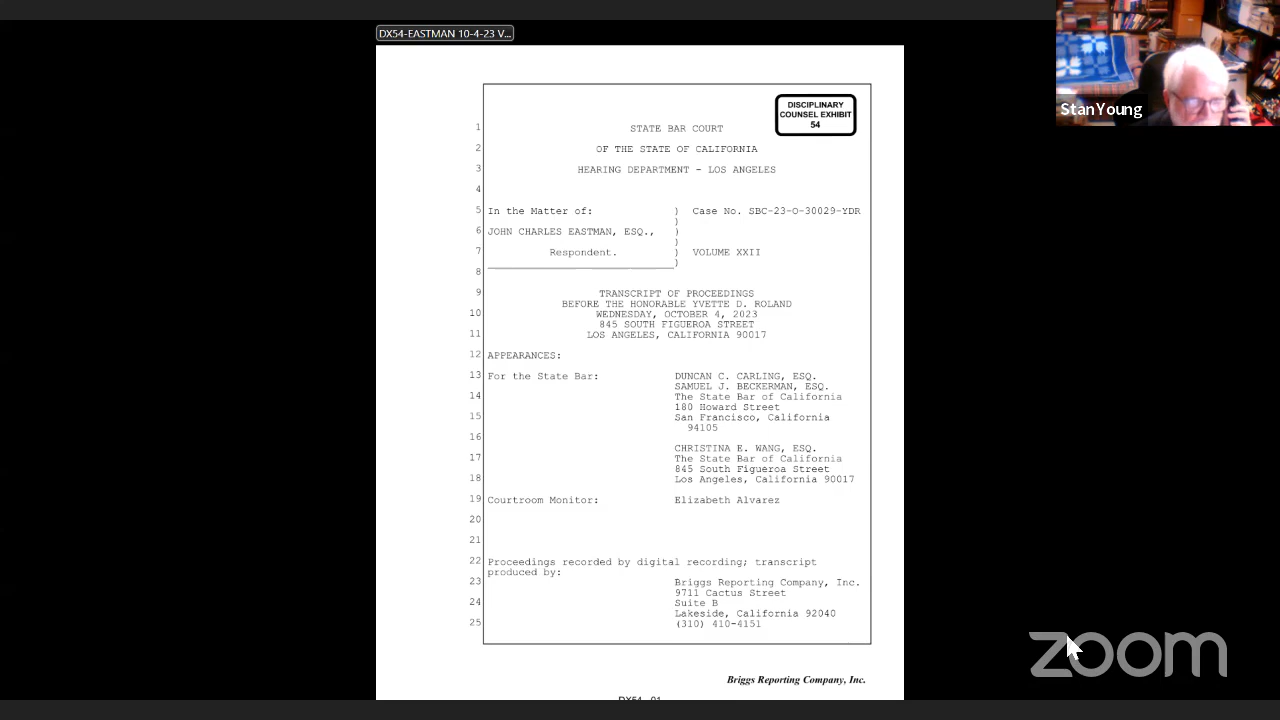 DX54-EASTMAN 10-4-23 V...
StanYoung
DISCIPLINARY
COUNSEL EXHIBIT
54
1 STATE BAR COURT
2 OF THE STATE OF CALIFORNIA
3 HEARING DEPARTMENT - LOS ANGELES
4
5 In the Matter of: ) Case No. SBC-23-O-30029-YDR
)
6 JOHN CHARLES EASTMAN, ESQ., )
)
7 Respondent. ) VOLUME XXII
)
8
9 TRANSCRIPT OF PROCEEDINGS
BEFORE THE HONORABLE YVETTE D. ROLAND
10 WEDNESDAY, OCTOBER 4, 2023
845 SOUTH FIGUEROA STREET
11 LOS ANGELES, CALIFORNIA 90017
12 APPEARANCES:
13 For the State Bar: DUNCAN C. CARLING, ESQ.
SAMUEL J. BECKERMAN, ESQ.
14 The State Bar of California
180 Howard Street
15 San Francisco, California
94105
16
CHRISTINA E. WANG, ESQ.
17 The State Bar of California
845 South Figueroa Street
18 Los Angeles, California 90017
19 Courtroom Monitor: Elizabeth Alvarez
20
21
22 Proceedings recorded by digital recording; transcript
produced by:
23 Briggs Reporting Company, Inc.
9711 Cactus Street
24 Suite B
Lakeside, California 92040
25 (310) 410-4151
Briggs Reporting Company, Inc.
zoom